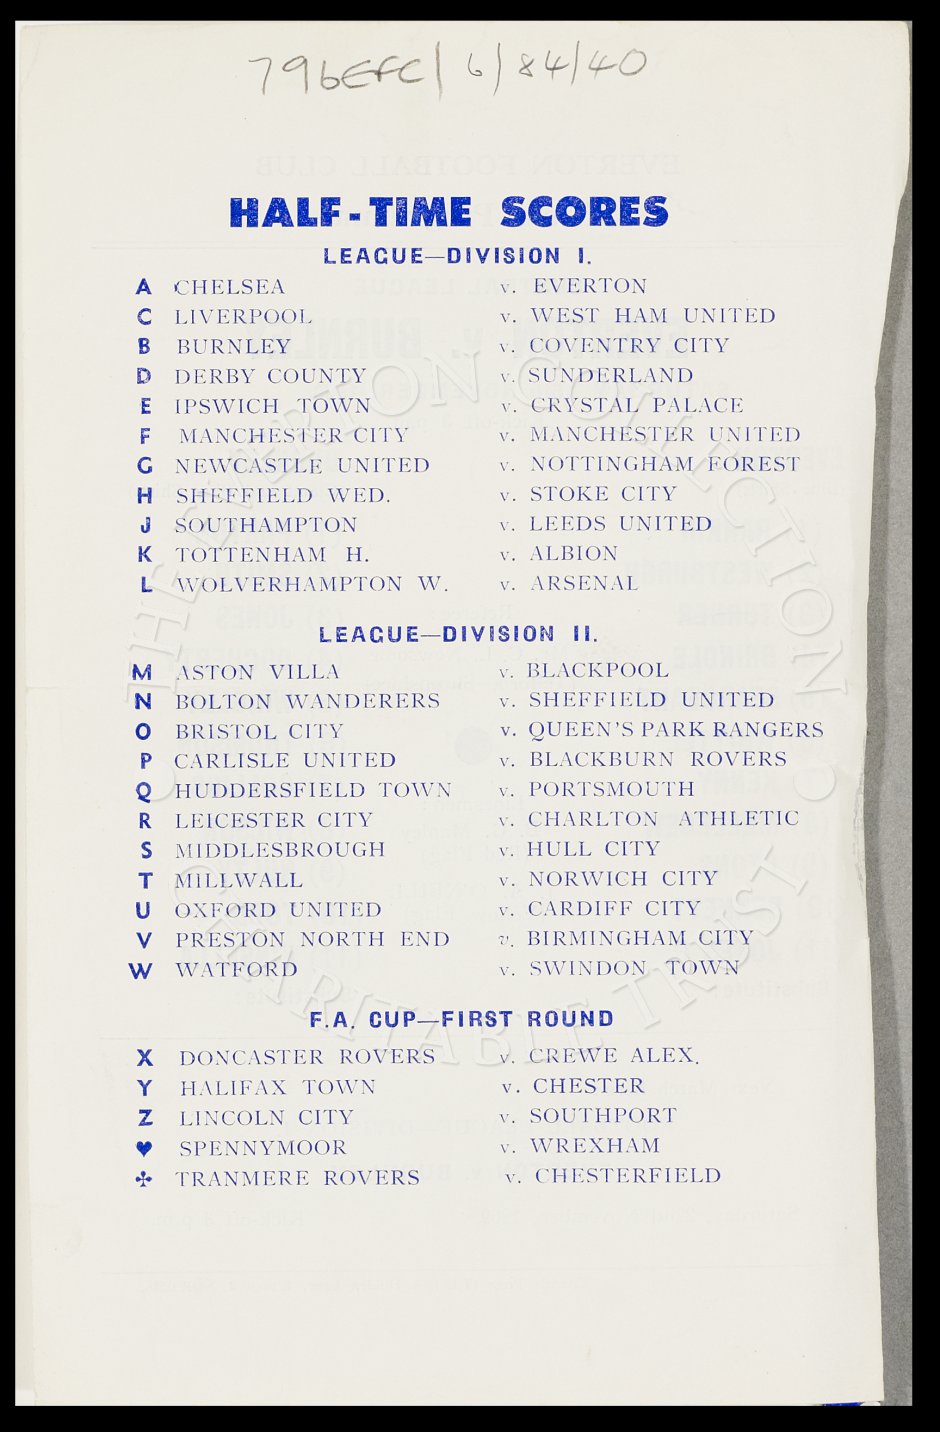 796EFC/6/84/40
HALF-TIME SCORES
LEAGUE—DIVISION I.
A CHELSEA v. EVERTON
C LIVERPOOL v. WEST HAM UNITED
B BURNLEY v. COVENTRY CITY
D DERBY COUNTY v. SUNDERLAND
E IPSWICH TOWN v. CRYSTAL PALACE
F MANCHESTER CITY v. MANCHESTER UNITED
G NEWCASTLE UNITED v. NOTTINGHAM FOREST
H SHEFFIELD WED. v. STOKE CITY
J SOUTHAMPTON v. LEEDS UNITED
K TOTTENHAM H. v. ALBION
L WOLVERHAMPTON W. v. ARSENAL
LEAGUE—DIVISION II.
M ASTON VILLA v. BLACKPOOL
N BOLTON WANDERERS v. SHEFFIELD UNITED
O BRISTOL CITY v. QUEEN'S PARK RANGERS
P CARLISLE UNITED v. BLACKBURN ROVERS
Q HUDDERSFIELD TOWN v. PORTSMOUTH
R LEICESTER CITY v. CHARLTON ATHLETIC
S MIDDLESBROUGH v. HULL CITY
T MILLWALL v. NORWICH CITY
U OXFORD UNITED v. CARDIFF CITY
V PRESTON NORTH END v. BIRMINGHAM CITY
W WATFORD v. SWINDON TOWN
F.A. CUP—FIRST ROUND
X DONCASTER ROVERS v. CREWE ALEX.
Y HALIFAX TOWN v. CHESTER
Z LINCOLN CITY v. SOUTHPORT
♥ SPENNYMOOR v. WREXHAM
✣ TRANMERE ROVERS v. CHESTERFIELD
THE EVERTON COLLECTION
CHARITABLE TRUST